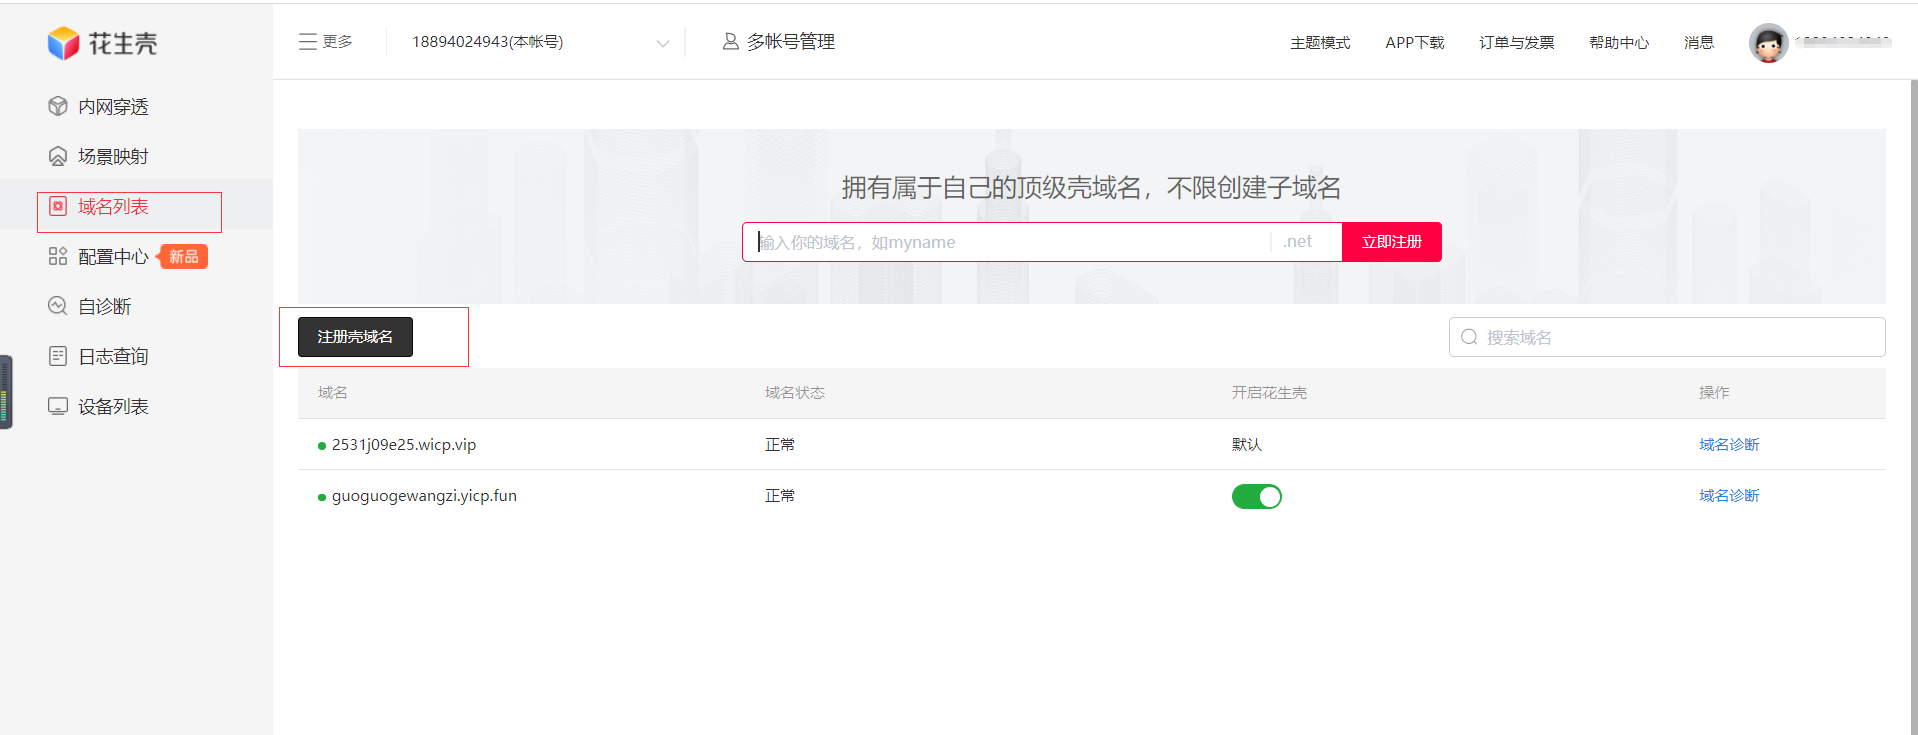 花生壳
更多
18894024943(本帐号)
多帐号管理
主题模式
APP下载
订单与发票
帮助中心
消息
内网穿透
场景映射
域名列表
配置中心 新品
自诊断
日志查询
设备列表
拥有属于自己的顶级壳域名，不限创建子域名
输入你的域名，如myname .net 立即注册
注册壳域名
搜索域名
域名 域名状态 开启花生壳 操作
2531j09e25.wicp.vip 正常 默认 域名诊断
guoguogewangzi.yicp.fun 正常 域名诊断